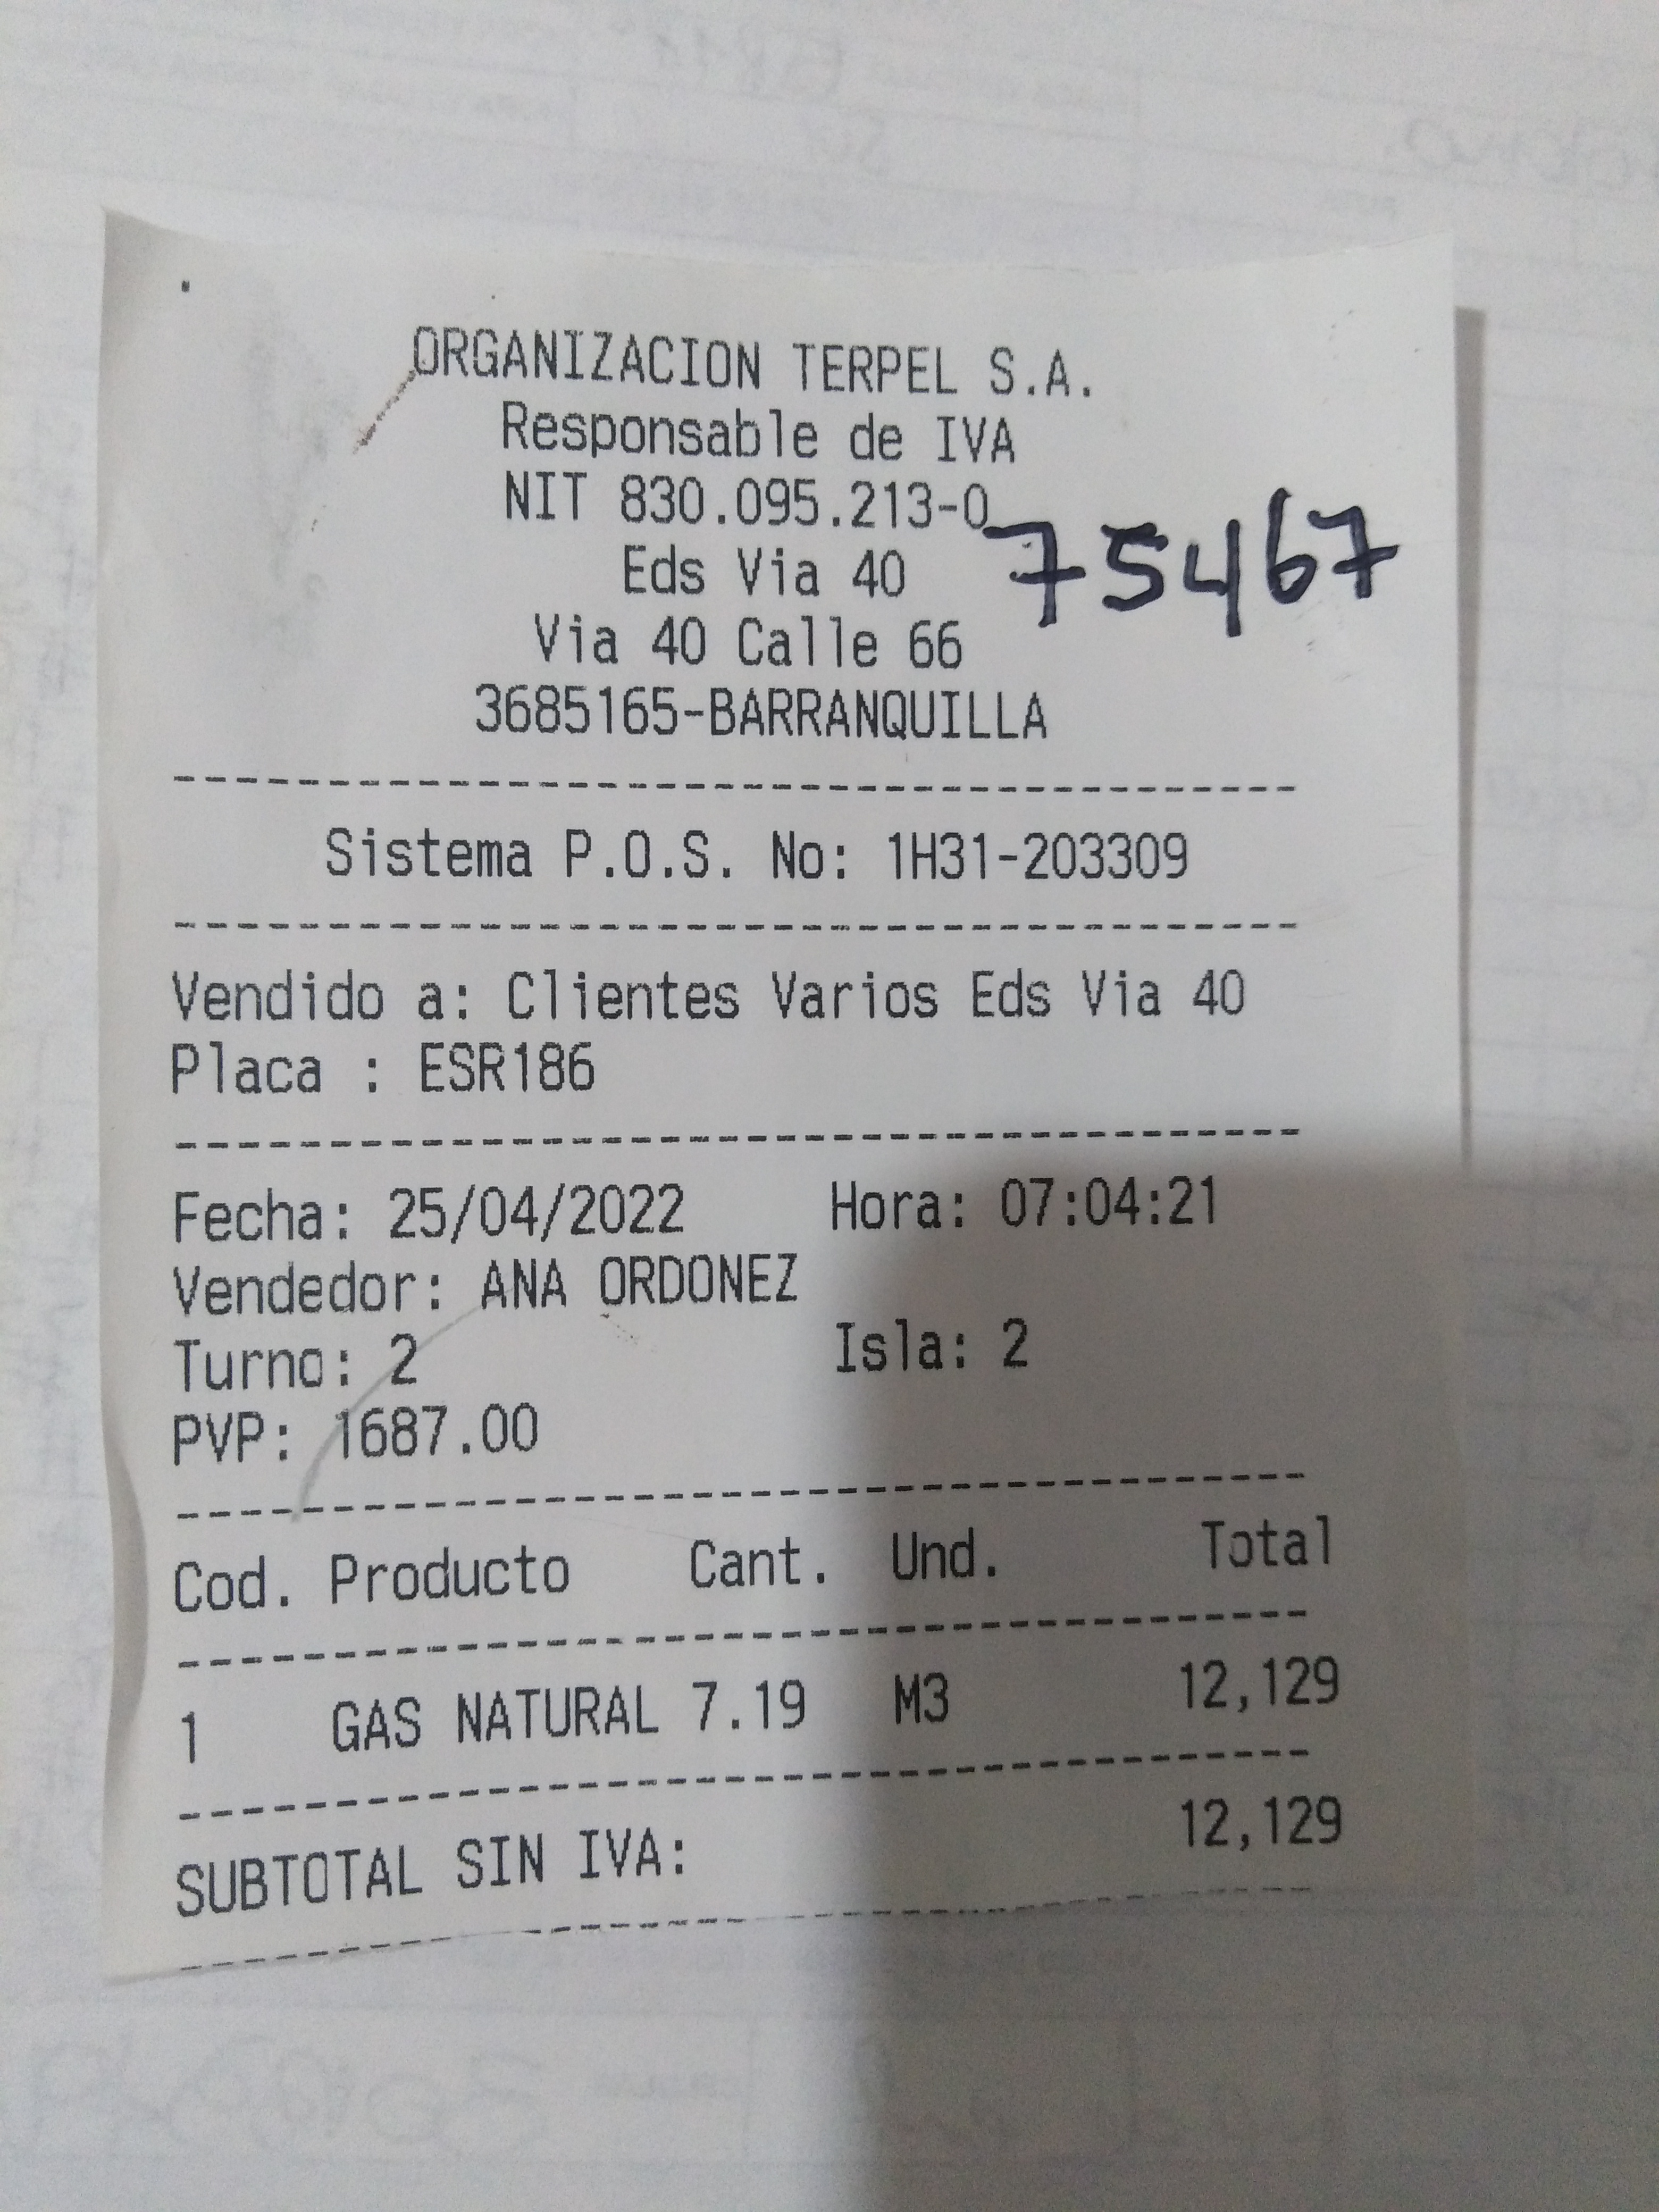 ORGANIZACION TERPEL S.A.
Responsable de IVA
NIT 830.095.213-0
75467
Eds Via 40
Via 40 Calle 66
3685165-BARRANQUILLA
Sistema P.O.S. No: 1H31-203309
Vendido a: Clientes Varios Eds Via 40
Placa : ESR186
Fecha: 25/04/2022 Hora: 07:04:21
Vendedor: ANA ORDONEZ
Turno: 2 Isla: 2
PVP: 1687.00
Cod. Producto Cant. Und. Total
1 GAS NATURAL 7.19 M3 12,129
SUBTOTAL SIN IVA: 12,129